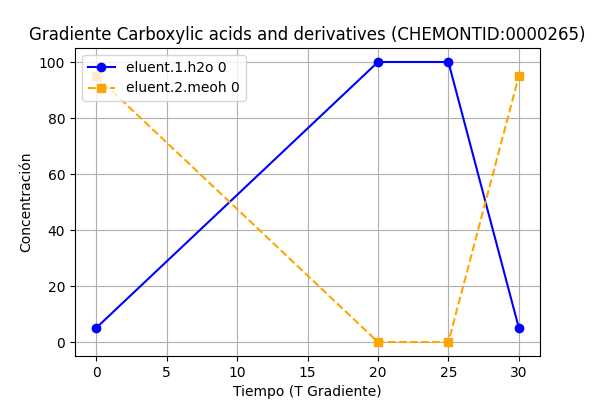 Gradiente Carboxylic acids and derivatives (CHEMONTID:0000265)
eluent.1.h2o 0
eluent.2.meoh 0
Concentración
100
80
60
40
20
0
0 5 10 15 20 25 30
Tiempo (T Gradiente)